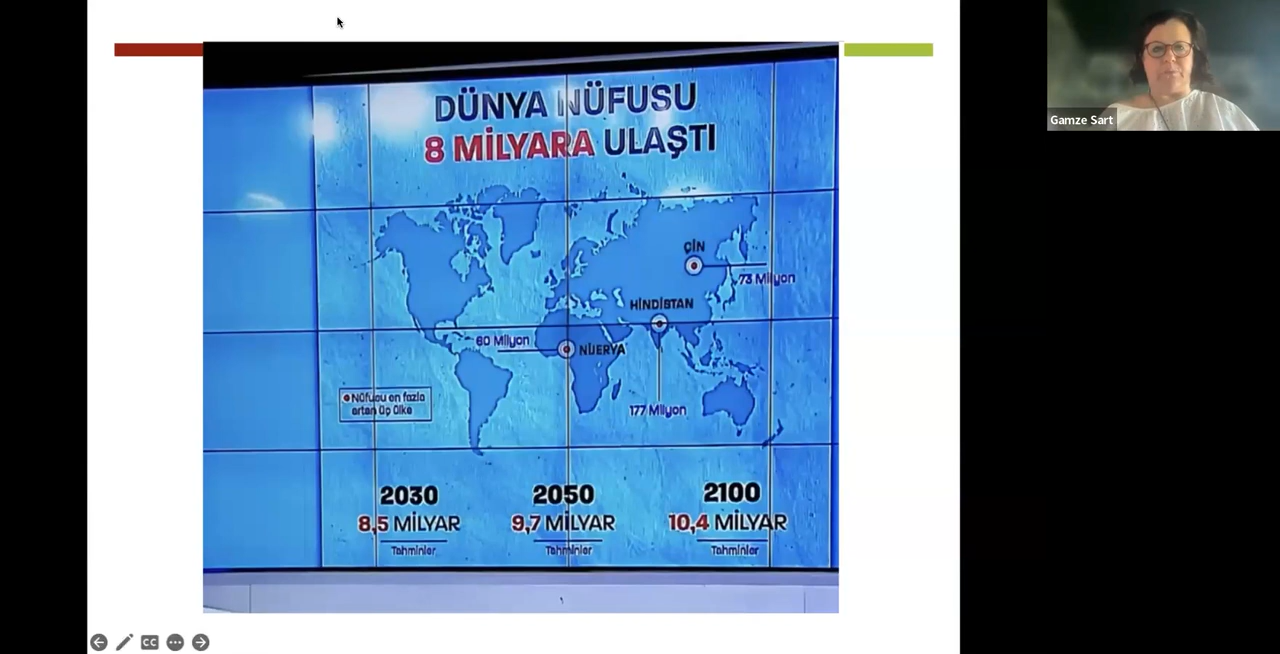 DÜNYA NÜFUSU
8 MİLYARA ULAŞTI
ÇİN
73 Milyon
HİNDİSTAN
60 Milyon
NİJERYA
177 Milyon
Nüfusu en fazla
artan üç ülke
2030
8,5 MİLYAR
Tahminler
2050
9,7 MİLYAR
Tahminler
2100
10,4 MİLYAR
Tahminler
Gamze Sart
CC